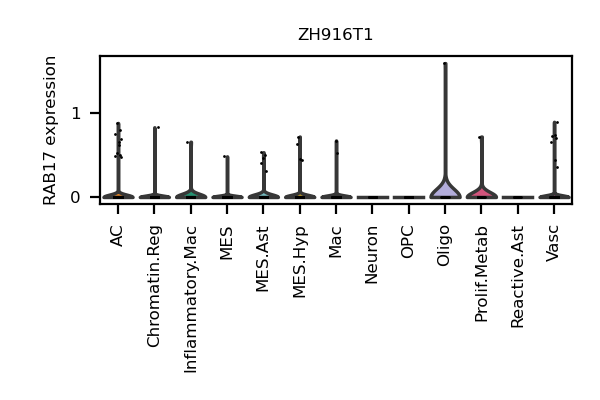 ZH916T1
RAB17 expression
1
0
AC
Chromatin.Reg
Inflammatory.Mac
MES
MES.Ast
MES.Hyp
Mac
Neuron
OPC
Oligo
Prolif.Metab
Reactive.Ast
Vasc